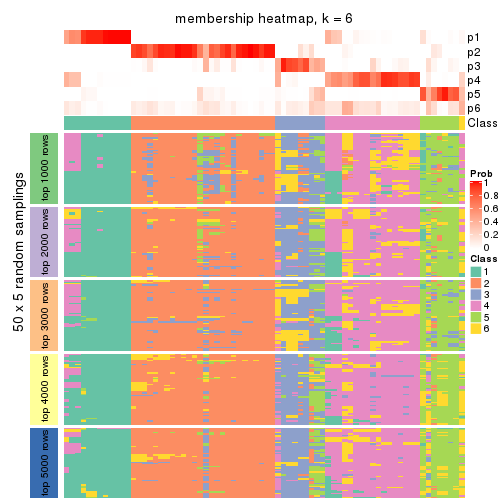 membership heatmap, k = 6
p1
p2
p3
p4
p5
p6
Class
50 x 5 random samplings
top 1000 rows
top 2000 rows
top 3000 rows
top 4000 rows
top 5000 rows
Prob
1
0.8
0.6
0.4
0.2
0
Class
1
2
3
4
5
6